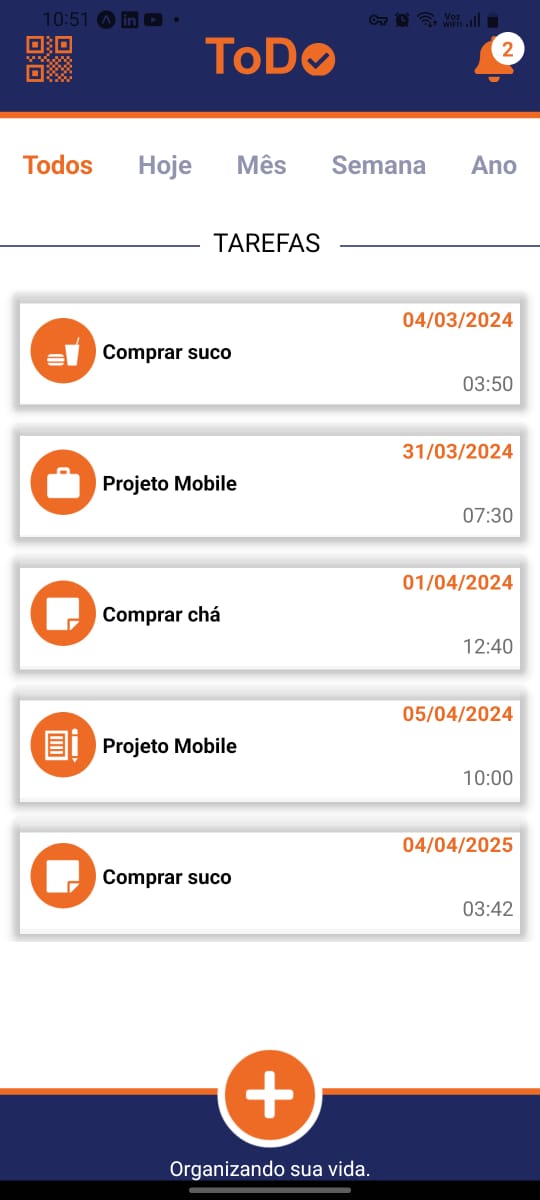 10:51
Voz
WiFi
ToDo
2
Todos Hoje Mês Semana Ano
TAREFAS
04/03/2024
Comprar suco
03:50
31/03/2024
Projeto Mobile
07:30
01/04/2024
Comprar chá
12:40
05/04/2024
Projeto Mobile
10:00
04/04/2025
Comprar suco
03:42
Organizando sua vida.